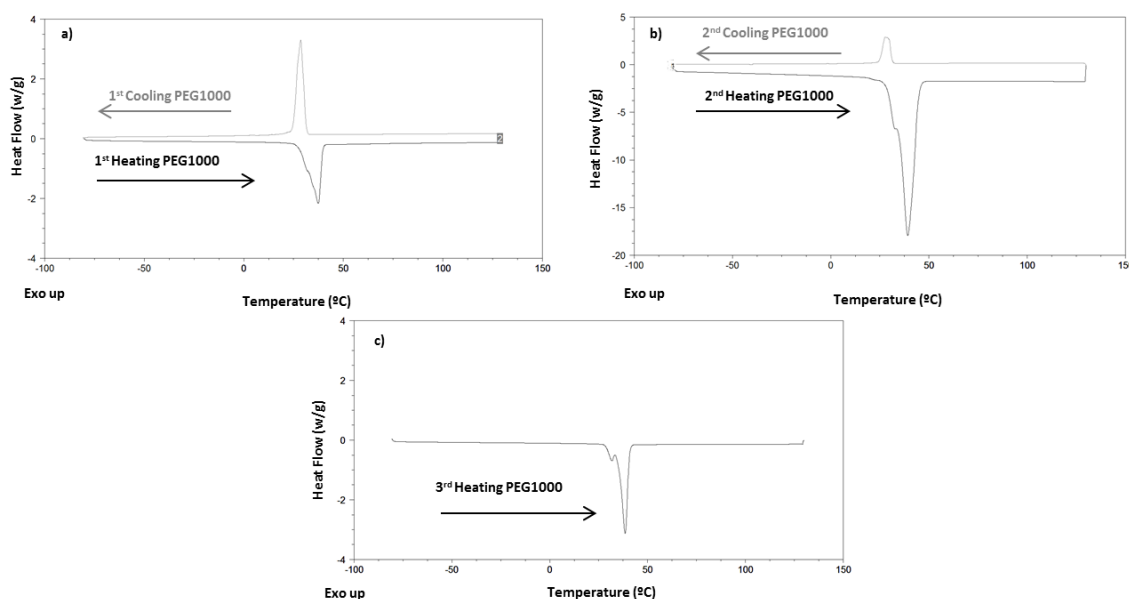 a)
4
2
0
-2
-4
Heat Flow (w/g)
1st Cooling PEG1000
1st Heating PEG1000
-100
-50
0
50
100
150
Exo up
Temperature (ºC)
b)
5
0
-5
-10
-15
-20
Heat Flow (w/g)
2nd Cooling PEG1000
2nd Heating PEG1000
-100
-50
0
50
100
150
Exo up
Temperature (ºC)
c)
4
2
0
-2
-4
Heat Flow (w/g)
3rd Heating PEG1000
-100
-50
0
50
100
150
Exo up
Temperature (ºC)